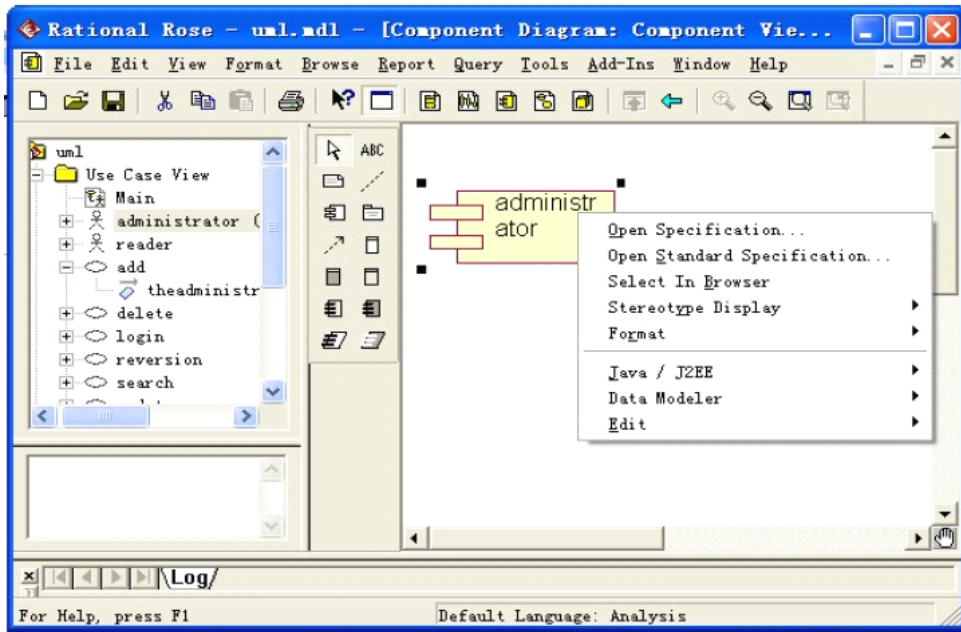 Rational Rose - uml.mdl - [Component Diagram: Component Vie...
File Edit View Format Browse Report Query Tools Add-Ins Window Help
uml
Use Case View
Main
administrator (
reader
add
theadministr
delete
login
reversion
search
ABC
administr
ator
Open Specification...
Open Standard Specification...
Select In Browser
Stereotype Display
Format
Java / J2EE
Data Modeler
Edit
Log
For Help, press F1
Default Language: Analysis